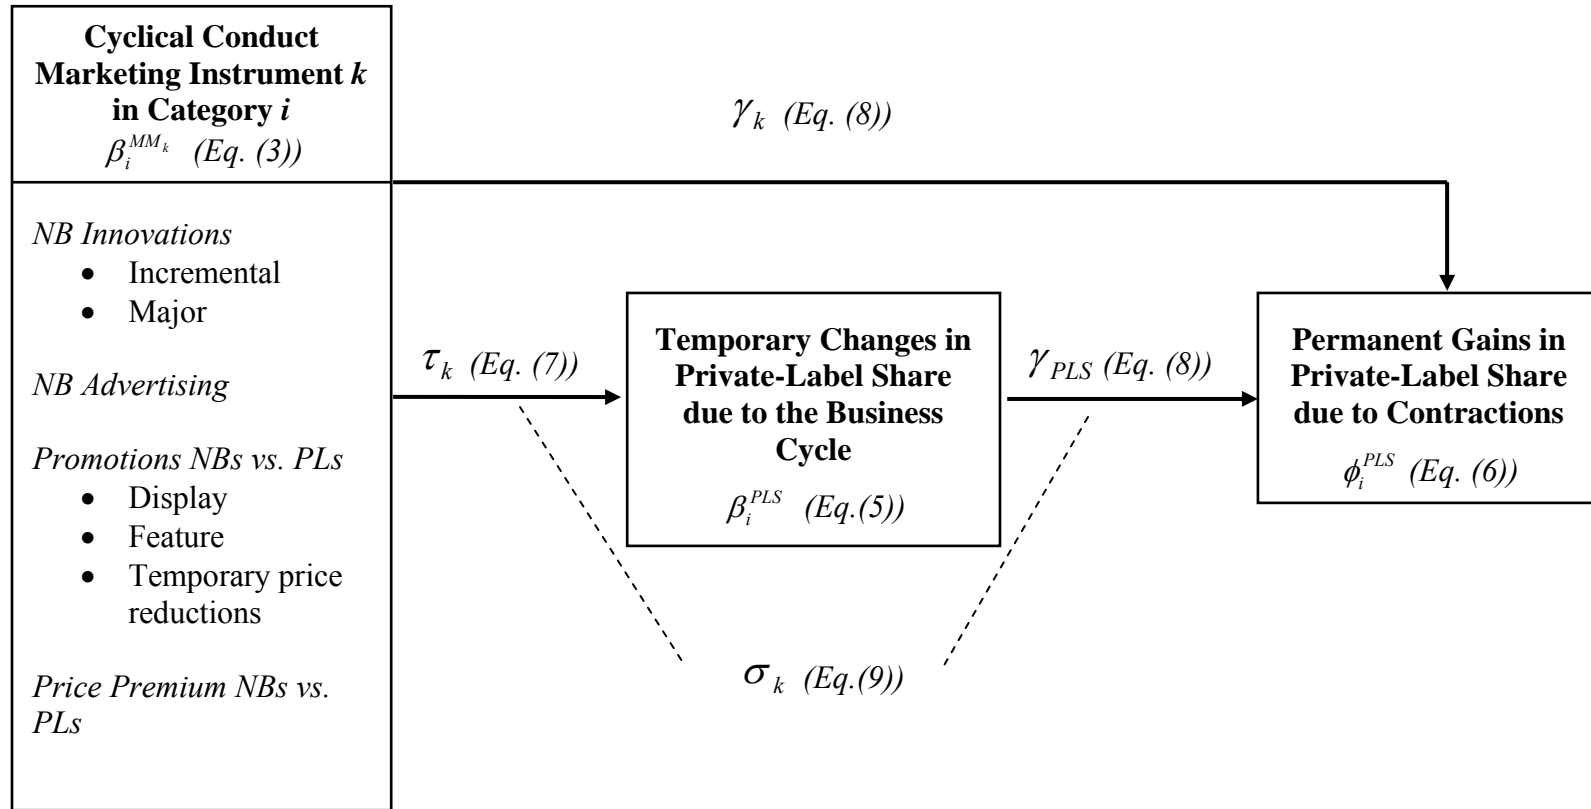 Cyclical Conduct
Marketing Instrument k
in Category i
β_i^{MM_k} (Eq. (3))
NB Innovations
• Incremental
• Major
NB Advertising
Promotions NBs vs. PLs
• Display
• Feature
• Temporary price
reductions
Price Premium NBs vs.
PLs
γ_k (Eq. (8))
τ_k (Eq. (7))
Temporary Changes in
Private-Label Share
due to the Business
Cycle
β_i^{PLS} (Eq.(5))
γ_{PLS} (Eq. (8))
Permanent Gains in
Private-Label Share
due to Contractions
ϕ_i^{PLS} (Eq. (6))
σ_k (Eq.(9))